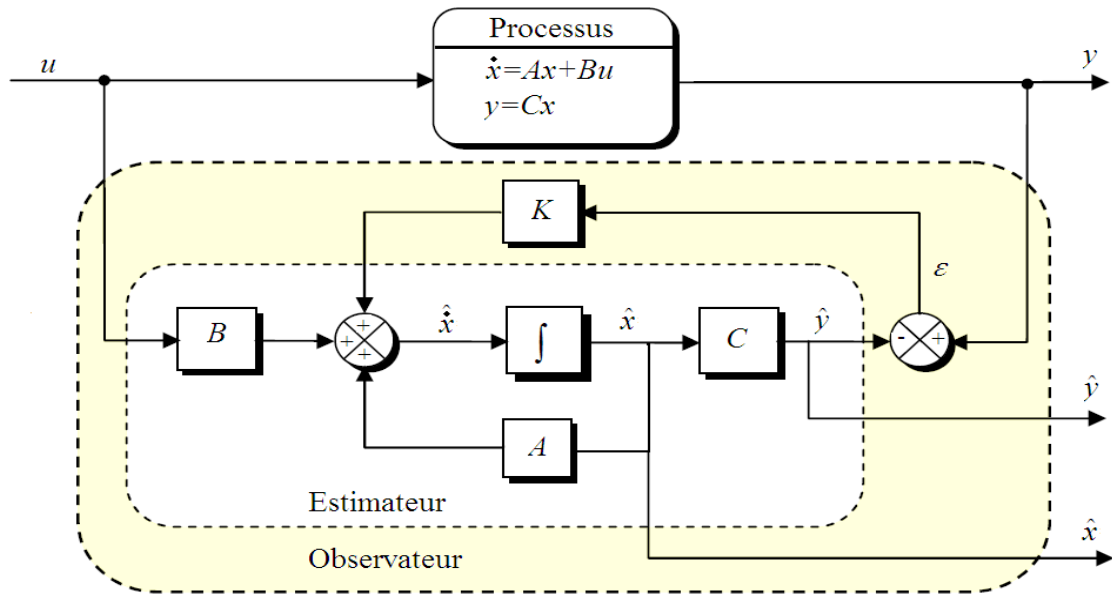 Processus
u
ẋ=Ax+Bu
y
y=Cx
K
ε
+
B
+
+
x̂̇
∫
x̂
C
ŷ
-
+
ŷ
A
Estimateur
Observateur
x̂